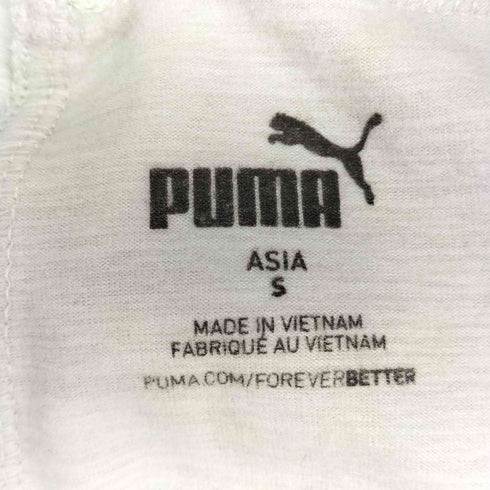 PUMA
ASIA
S
MADE IN VIETNAM
FABRIQUÉ AU VIETNAM
PUMA.COM/FOREVERBETTER